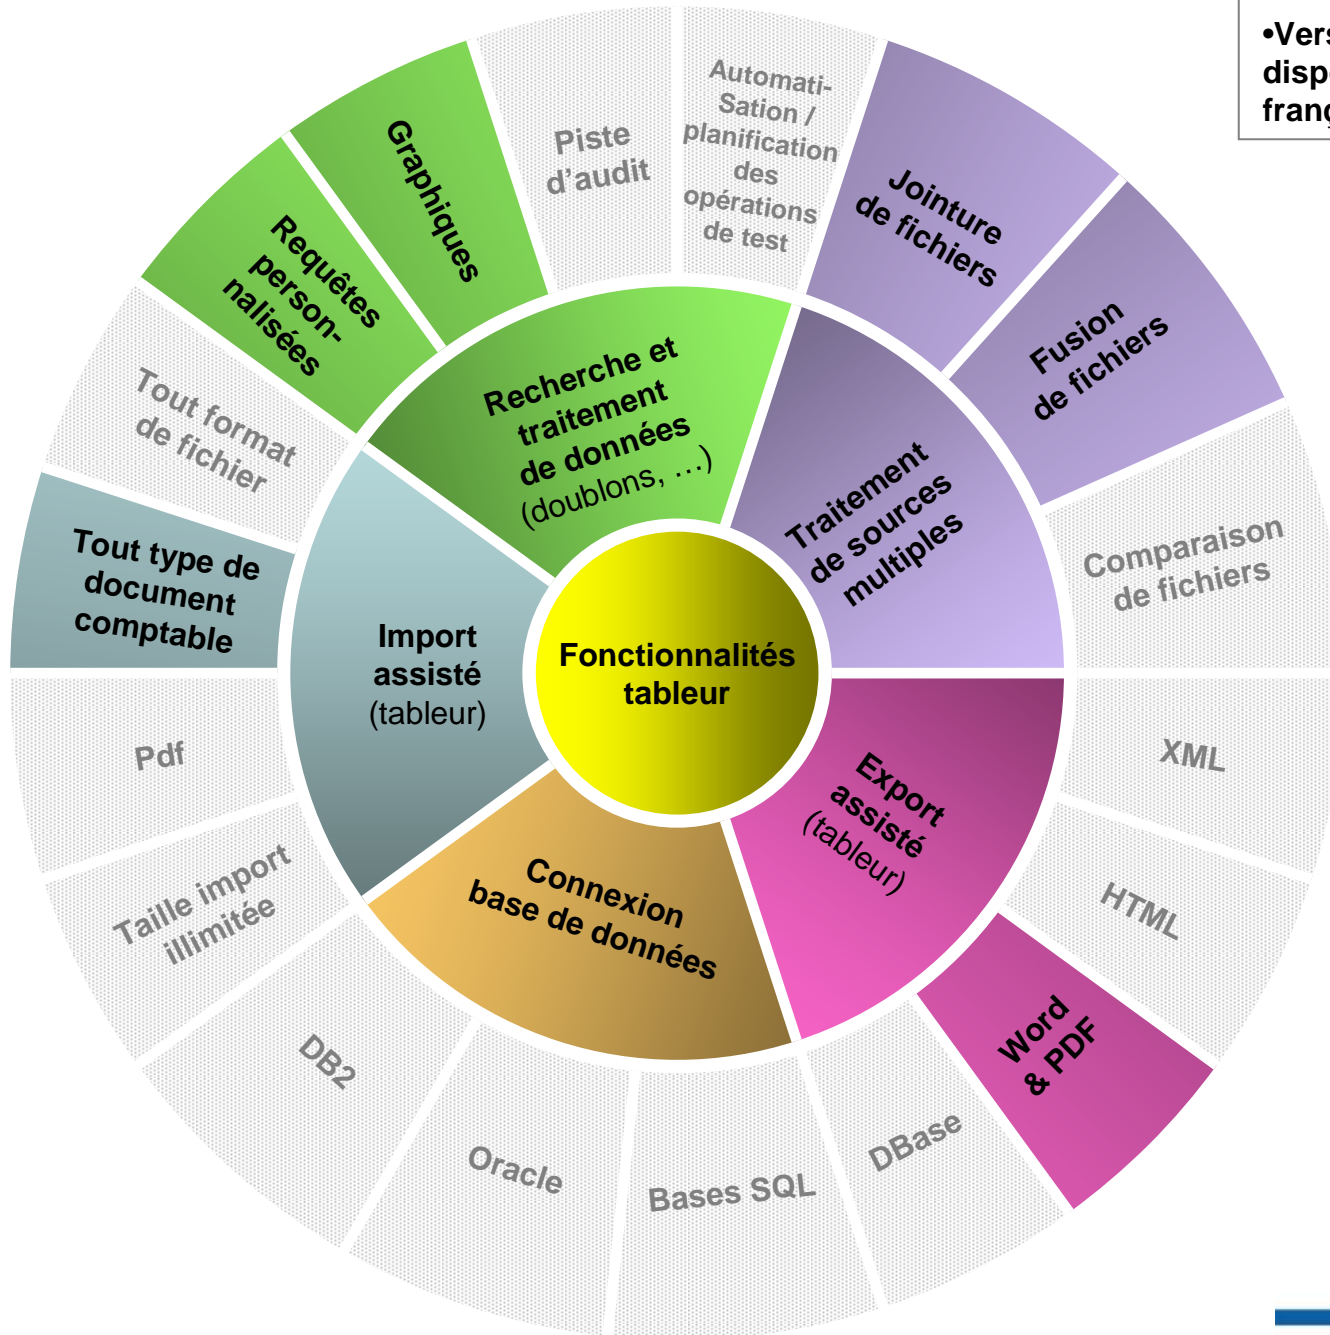 Fonctionnalités
tableur
Recherche et
traitement
de données
(doublons, …)
Requêtes
person-
nalisées
Graphiques
Piste
d’audit
Automati-
Sation /
planification
des
opérations
de test
Traitement
de sources
multiples
Jointure
de fichiers
Fusion
de fichiers
Comparaison
de fichiers
Export
assisté
(tableur)
XML
HTML
Word
& PDF
DBase
Connexion
base de données
Bases SQL
Oracle
DB2
Import
assisté
(tableur)
Taille import
illimitée
Pdf
Tout type de
document
comptable
Tout format
de fichier